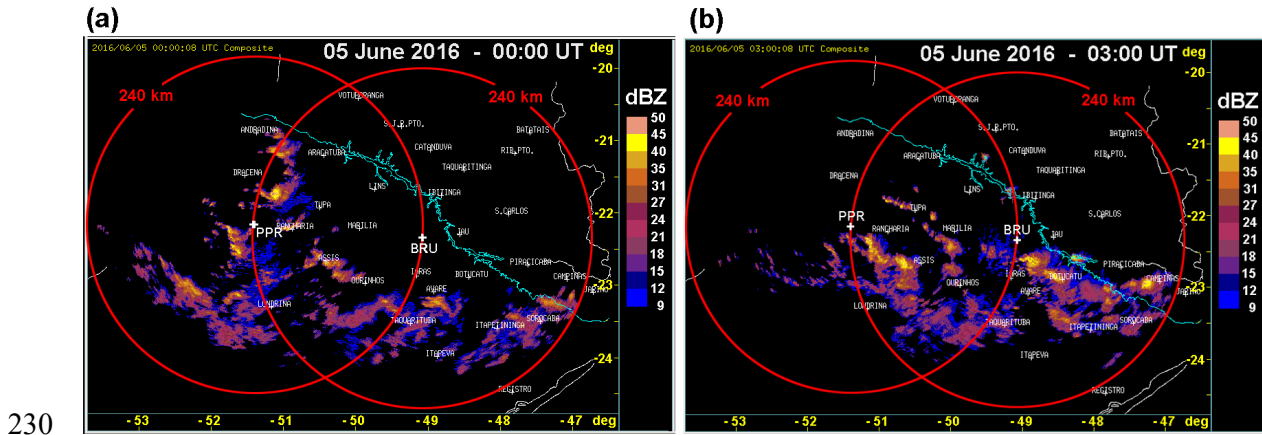 (a)
2016/06/05 00:00:08 UTC Composite
05 June 2016 - 00:00 UT
deg
-20
240 km
240 km
dBZ
VOTUPORANGA
50
ANDRADINA
S.J.R.PTO.
BATATAIS
45
-21
ARAÇATUBA
CATANDUVA
RIB.PTO.
40
DRACENA
TAQUARITINGA
35
LINS
IBITINGA
31
TUPA
S.CARLOS
27
-22
PPR
RANCHARIA
MARILIA
JAU
24
BRU
21
ASSIS
PIRACICABA
18
OURINHOS
IARAS
BOTUCATU
CAMPINAS
15
-23
LONDRINA
AVARE
12
TAQUARITUBA
SOROCABA
9
ITAPETININGA
ITAPEVA
-24
REGISTRO
-53 -52 -51 -50 -49 -48 -47 deg
(b)
2016/06/05 03:00:08 UTC Composite
05 June 2016 - 03:00 UT
deg
-20
240 km
240 km
dBZ
VOTUPORANGA
50
ANDRADINA
S.J.R.PTO.
BATATAIS
45
-21
ARAÇATUBA
CATANDUVA
RIB.PTO.
40
DRACENA
TAQUARITINGA
35
LINS
IBITINGA
31
TUPA
S.CARLOS
27
-22
PPR
RANCHARIA
MARILIA
JAU
24
BRU
21
ASSIS
PIRACICABA
18
OURINHOS
IARAS
BOTUCATU
CAMPINAS
15
-23
LONDRINA
AVARE
12
TAQUARITUBA
SOROCABA
9
ITAPETININGA
ITAPEVA
-24
REGISTRO
-53 -52 -51 -50 -49 -48 -47 deg
230